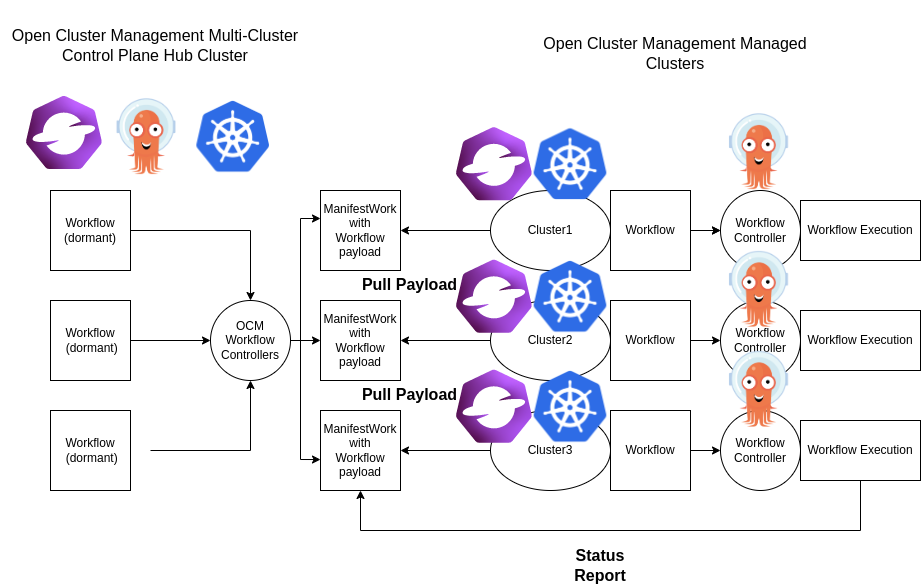 Open Cluster Management Multi-Cluster
Control Plane Hub Cluster
Open Cluster Management Managed
Clusters
Workflow
(dormant)
ManifestWork
with
Workflow
payload
Cluster1
Workflow
Workflow
Controller
Workflow Execution
Pull Payload
Workflow
(dormant)
OCM
Workflow
Controllers
ManifestWork
with
Workflow
payload
Cluster2
Workflow
Workflow
Controller
Workflow Execution
Pull Payload
Workflow
(dormant)
ManifestWork
with
Workflow
payload
Cluster3
Workflow
Workflow
Controller
Workflow Execution
Status
Report